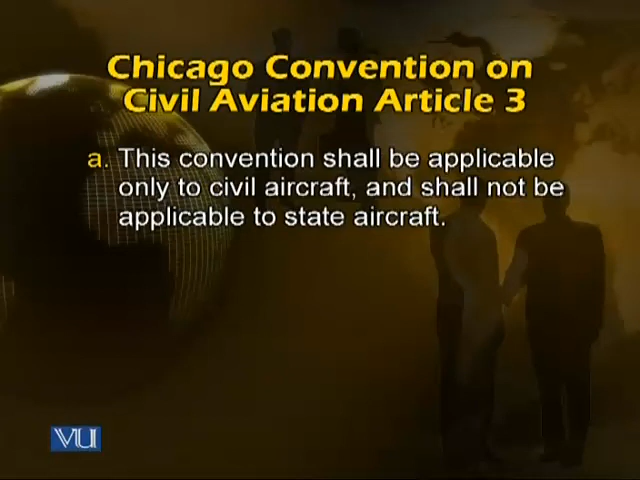 Chicago Convention on
Civil Aviation Article 3
a. This convention shall be applicable
only to civil aircraft, and shall not be
applicable to state aircraft.
VU